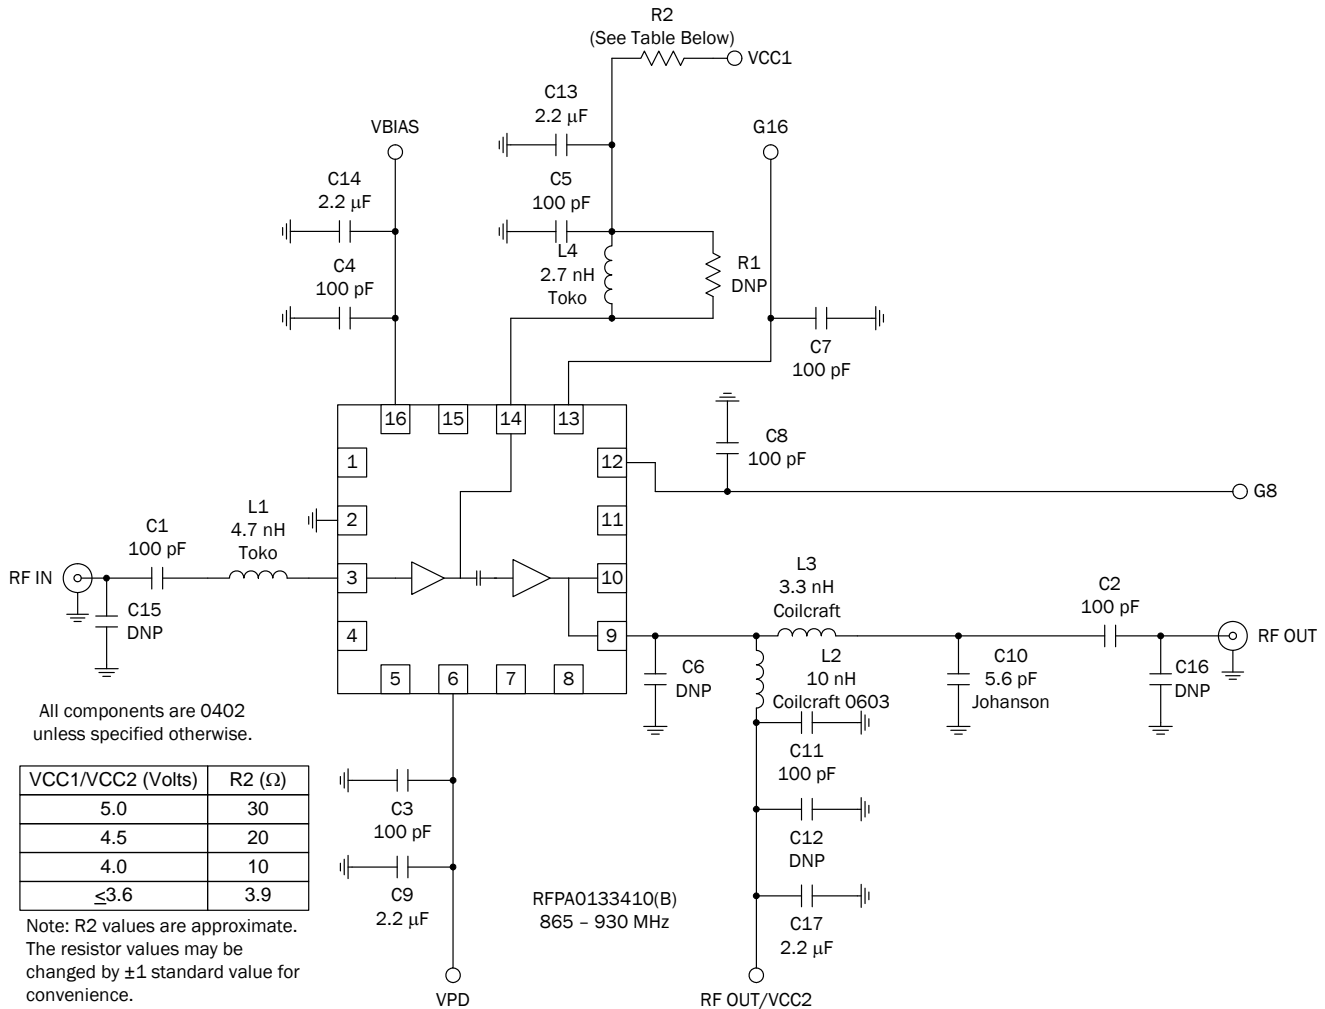 R2
(See Table Below)
VCC1
C13
2.2 µF
VBIAS
G16
C14
2.2 µF
C5
100 pF
L4
2.7 nH
Toko
R1
DNP
C4
100 pF
C7
100 pF
16
15
14
13
C8
100 pF
1
12
G8
2
11
L1
4.7 nH
Toko
C1
100 pF
RF IN
3
10
L3
3.3 nH
Coilcraft
C2
100 pF
C15
DNP
4
9
RF OUT
C6
DNP
L2
10 nH
Coilcraft 0603
C10
5.6 pF
Johanson
C16
DNP
5
6
7
8
All components are 0402
unless specified otherwise.
C11
100 pF
VCC1/VCC2 (Volts) R2 (Ω)
5.0 30
4.5 20
4.0 10
≤3.6 3.9
C3
100 pF
C12
DNP
C9
2.2 µF
RFPA0133410(B)
865 – 930 MHz
C17
2.2 µF
Note: R2 values are approximate.
The resistor values may be
changed by ±1 standard value for
convenience.
VPD
RF OUT/VCC2